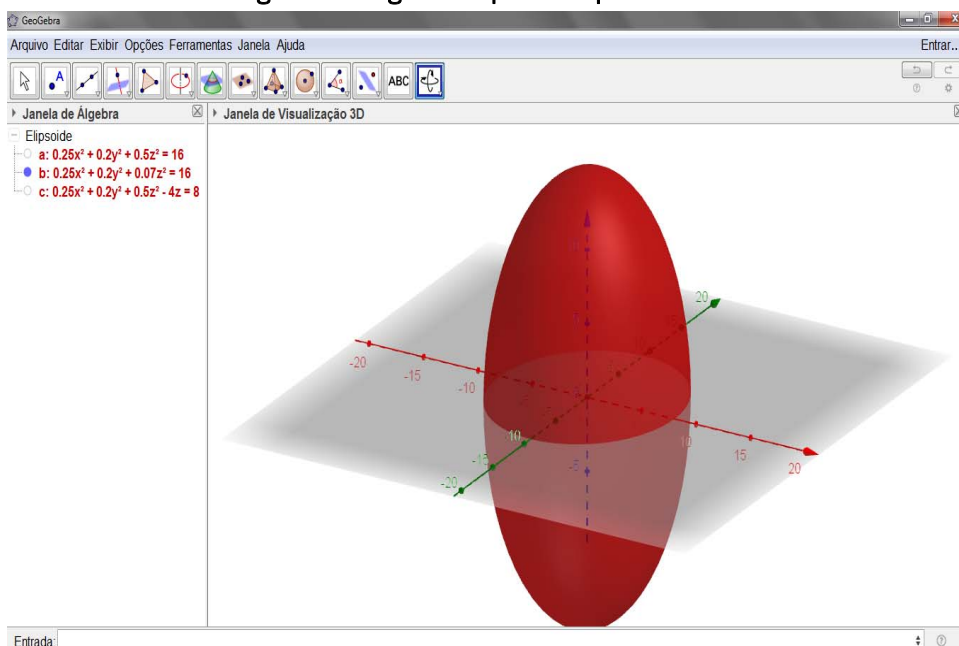 GeoGebra
Arquivo Editar Exibir Opções Ferramentas Janela Ajuda
Entrar..
ABC
Janela de Álgebra
Janela de Visualização 3D
Elipsoide
a: 0.25x² + 0.2y² + 0.5z² = 16
b: 0.25x² + 0.2y² + 0.07z² = 16
c: 0.25x² + 0.2y² + 0.5z² - 4z = 8
20
-20
-15
-10
10
15
20
10
-15
-20
-5
Entrada: